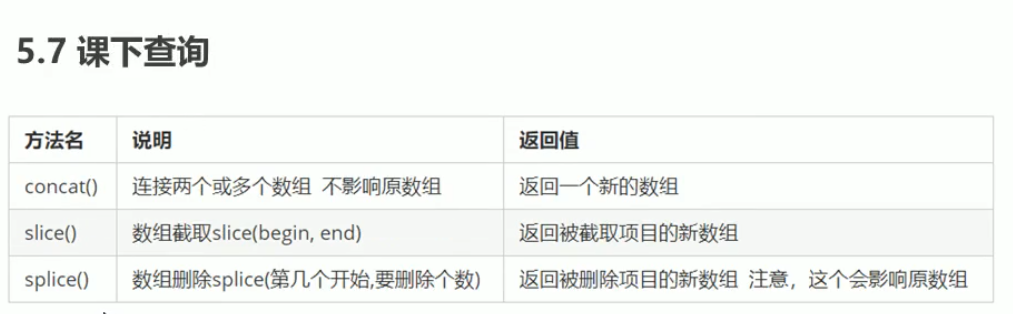 5.7 课下查询
方法名 说明 返回值
concat() 连接两个或多个数组 不影响原数组 返回一个新的数组
slice() 数组截取slice(begin, end) 返回被截取项目的新数组
splice() 数组删除splice(第几个开始,要删除个数) 返回被删除项目的新数组 注意，这个会影响原数组